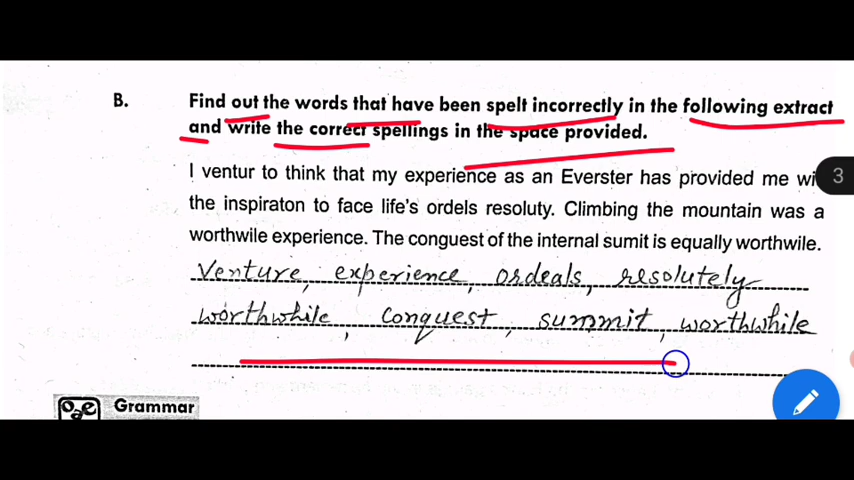 B. Find out the words that have been spelt incorrectly in the following extract
and write the correct spellings in the space provided.
3
I ventur to think that my experience as an Everster has provided me wi
the inspiraton to face life's ordels resoluty. Climbing the mountain was a
worthwile experience. The conguest of the internal sumit is equally worthwile.
Venture, experience, ordeals, resolutely
worthwhile, conquest, summit, worthwhile
Grammar